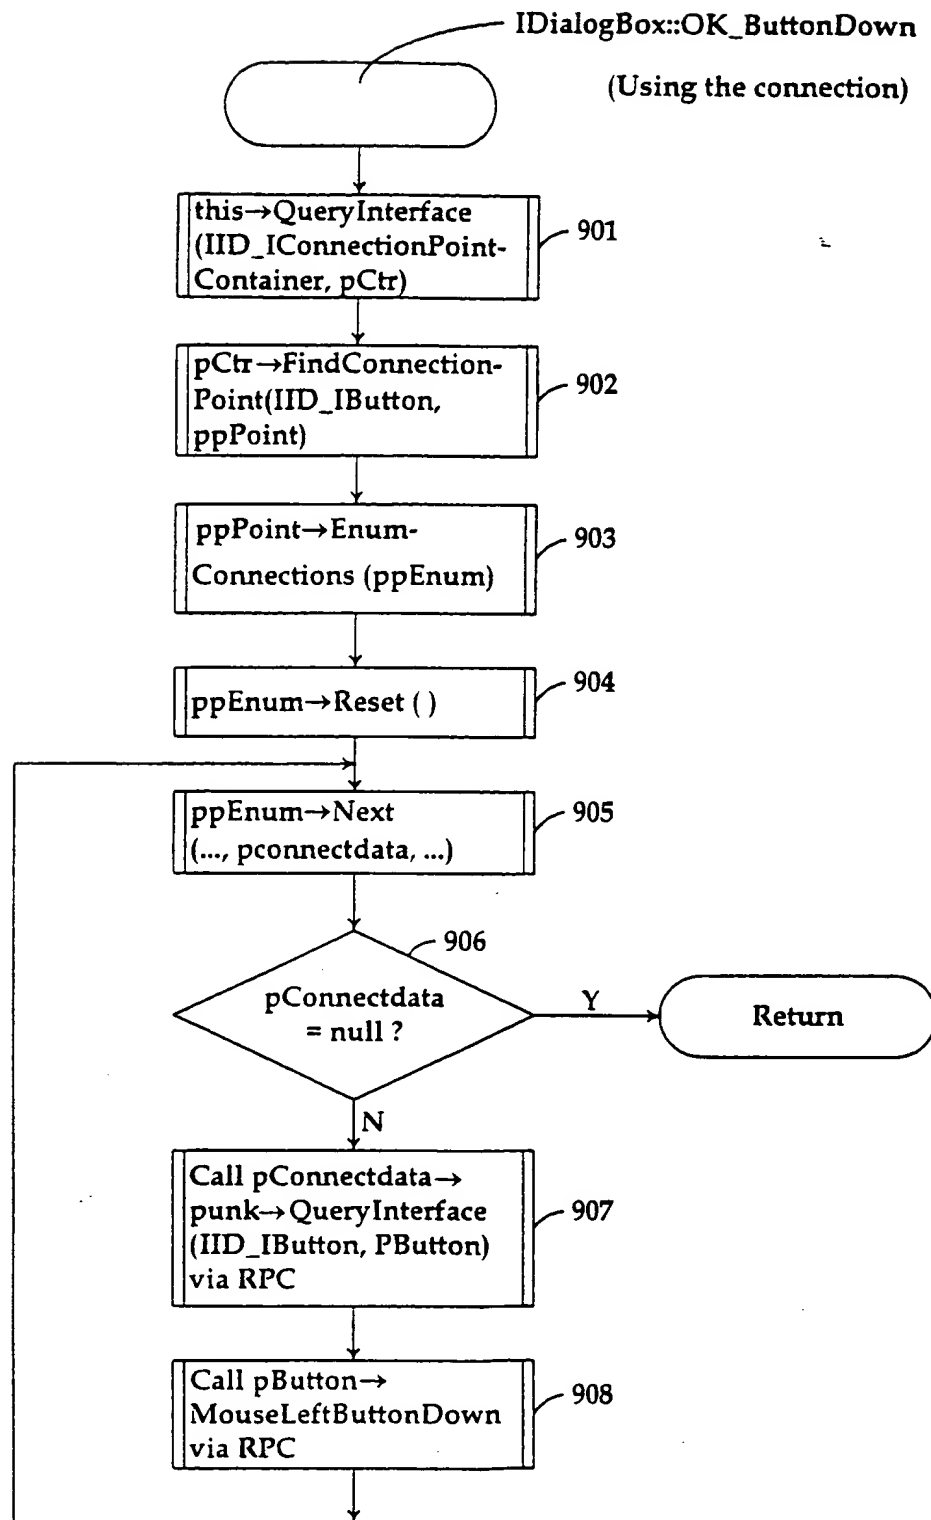 IDialogBox::OK_ButtonDown
(Using the connection)
this→QueryInterface
(IID_IConnectionPoint-
Container, pCtr)
901
pCtr→FindConnection-
Point(IID_IButton,
ppPoint)
902
ppPoint→Enum-
Connections (ppEnum)
903
ppEnum→Reset ( )
904
ppEnum→Next
(..., pconnectdata, ...)
905
906
pConnectdata
= null ?
Y
Return
N
Call pConnectdata→
punk→QueryInterface
(IID_IButton, PButton)
via RPC
907
Call pButton→
MouseLeftButtonDown
via RPC
908